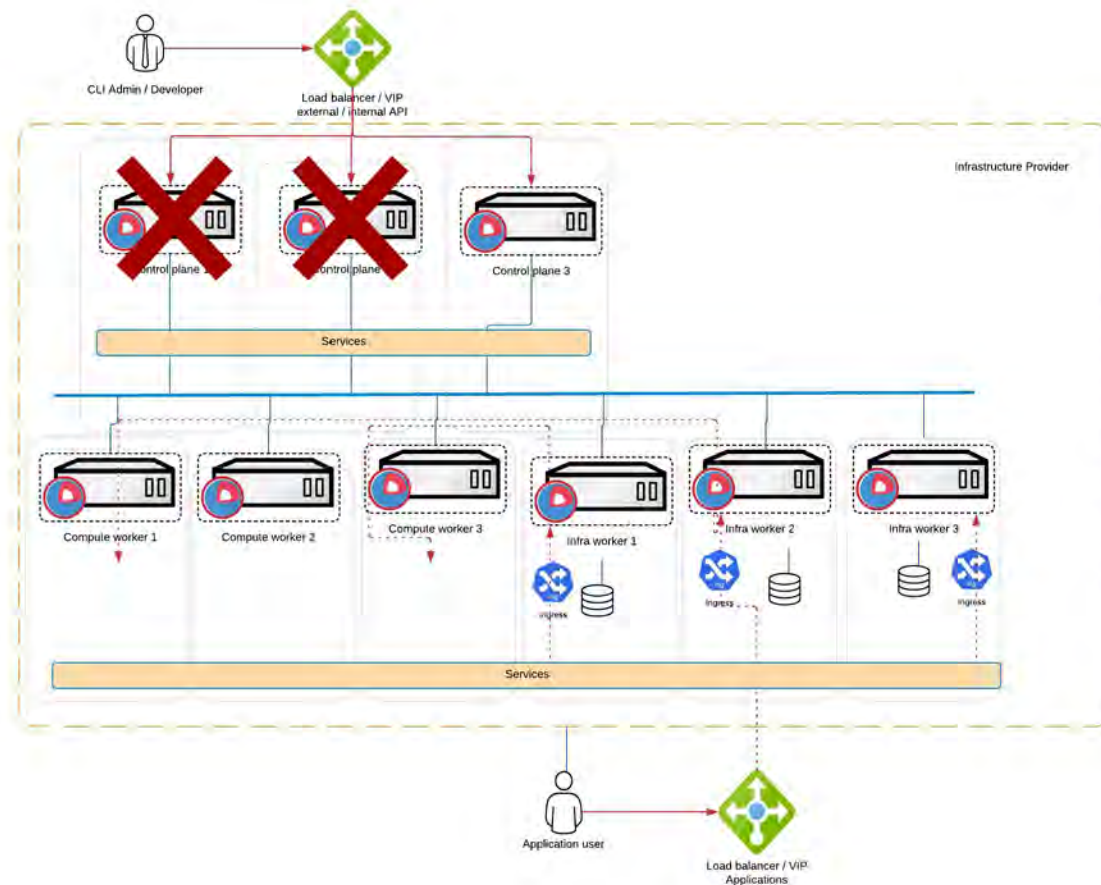 CLI Admin / Developer
Load balancer / VIP
external / internal API
Infrastructure Provider
Control plane
Control plane 3
Services
Compute worker 1
Compute worker 2
Compute worker 3
Infra worker 1
Infra worker 2
Infra worker 3
Ingress
Ingress
Ingress
Services
Application user
Load balancer / VIP
Applications